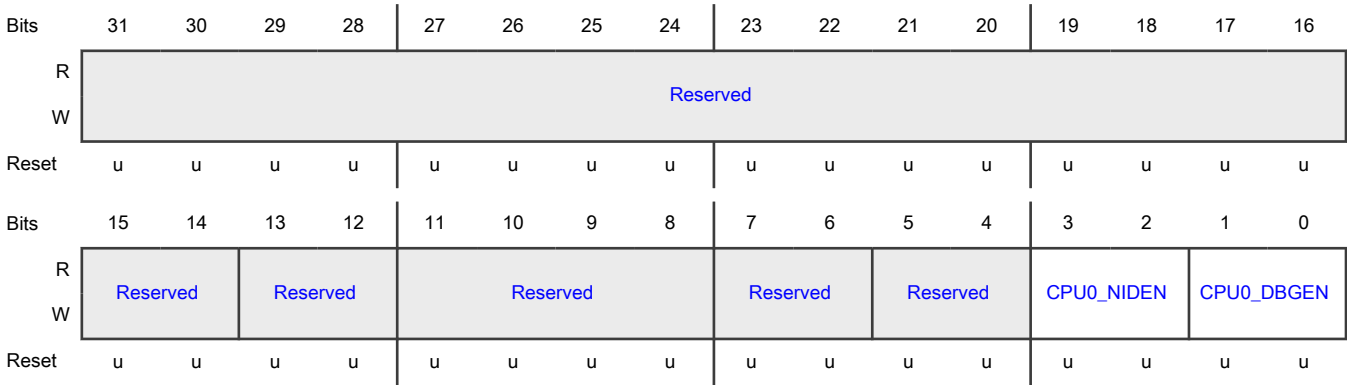 Bits 31 30 29 28 27 26 25 24 23 22 21 20 19 18 17 16
R
Reserved
W
Reset u u u u u u u u u u u u u u u u
Bits 15 14 13 12 11 10 9 8 7 6 5 4 3 2 1 0
R
Reserved Reserved Reserved Reserved Reserved CPU0_NIDEN CPU0_DBGEN
W
Reset u u u u u u u u u u u u u u u u